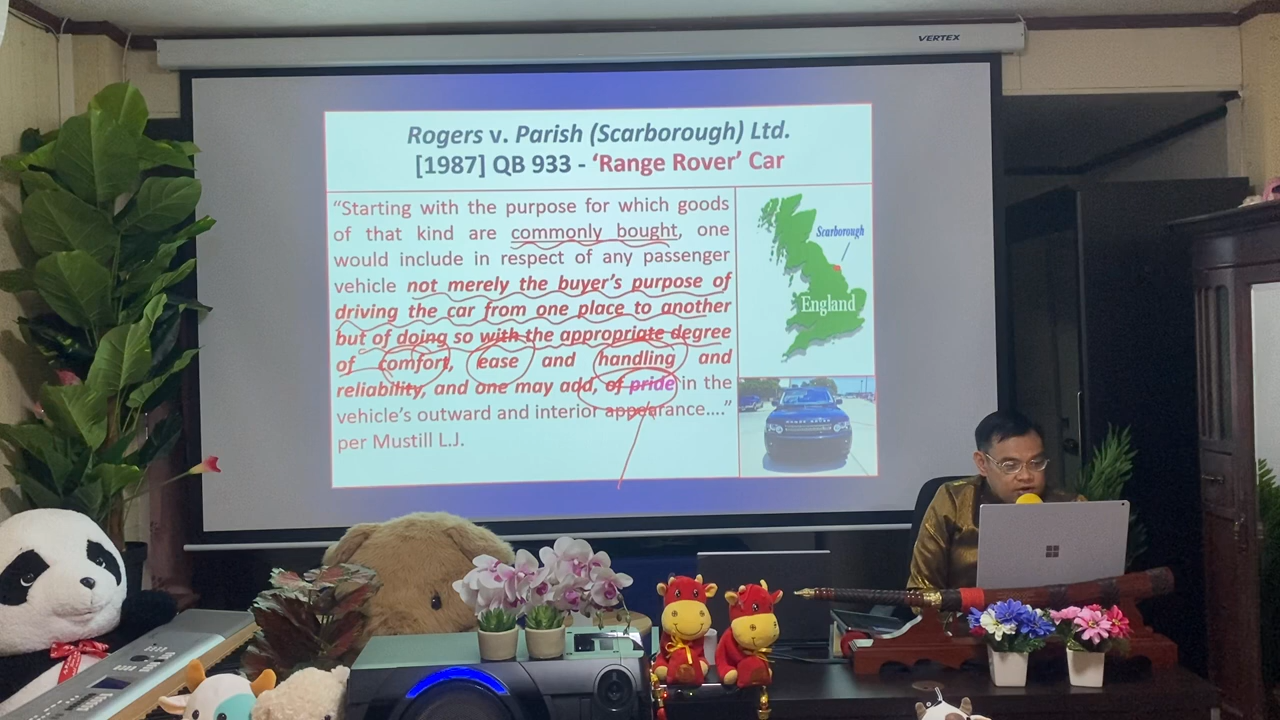 VERTEX
Rogers v. Parish (Scarborough) Ltd.
[1987] QB 933 - ‘Range Rover’ Car
“Starting with the purpose for which goods
of that kind are commonly bought, one
would include in respect of any passenger
vehicle not merely the buyer’s purpose of
driving the car from one place to another
but of doing so with the appropriate degree
of comfort, ease and handling and
reliability, and one may add, of pride in the
vehicle’s outward and interior appearance....”
per Mustill L.J.
Scarborough
England